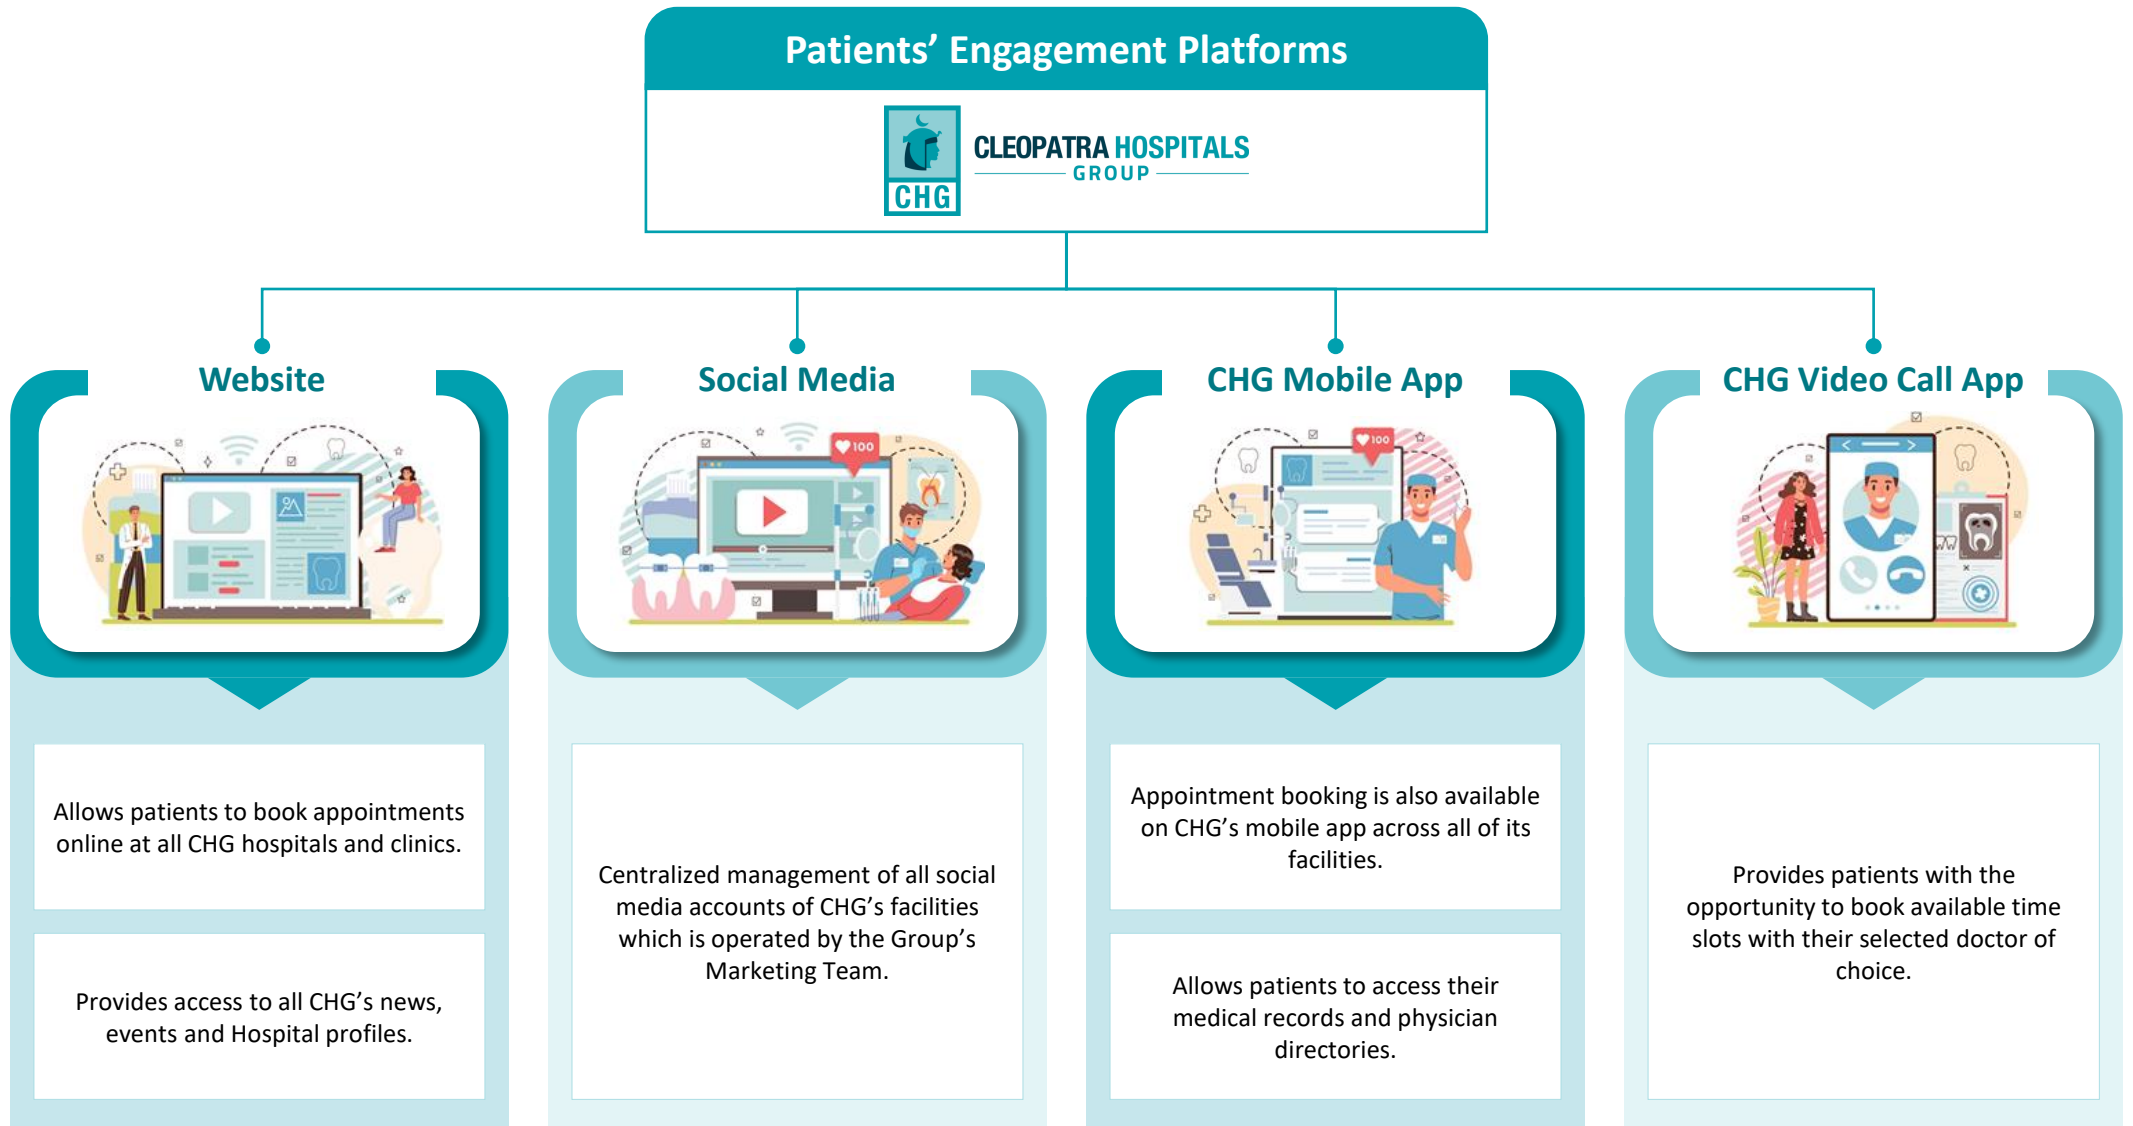 Patients’ Engagement Platforms
CHG
CLEOPATRA HOSPITALS
GROUP
Website
Allows patients to book appointments
online at all CHG hospitals and clinics.
Provides access to all CHG’s news,
events and Hospital profiles.
Social Media
100
Centralized management of all social
media accounts of CHG’s facilities
which is operated by the Group’s
Marketing Team.
CHG Mobile App
100
Appointment booking is also available
on CHG’s mobile app across all of its
facilities.
Allows patients to access their
medical records and physician
directories.
CHG Video Call App
Provides patients with the
opportunity to book available time
slots with their selected doctor of
choice.